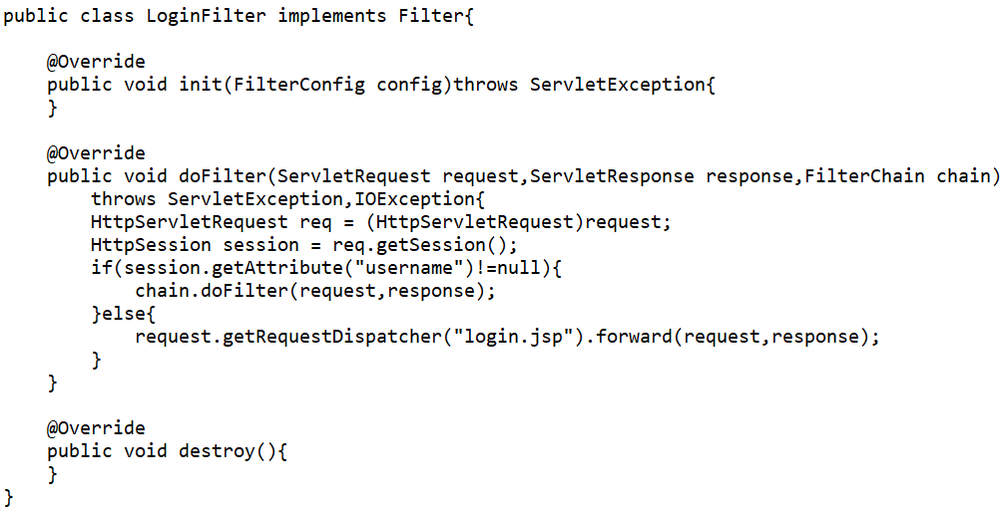 public class LoginFilter implements Filter{
    @Override
    public void init(FilterConfig config)throws ServletException{
    }
    @Override
    public void doFilter(ServletRequest request,ServletResponse response,FilterChain chain)
        throws ServletException,IOException{
        HttpServletRequest req = (HttpServletRequest)request;
        HttpSession session = req.getSession();
        if(session.getAttribute("username")!=null){
            chain.doFilter(request,response);
        }else{
            request.getRequestDispatcher("login.jsp").forward(request,response);
        }
    }
    @Override
    public void destroy(){
    }
}